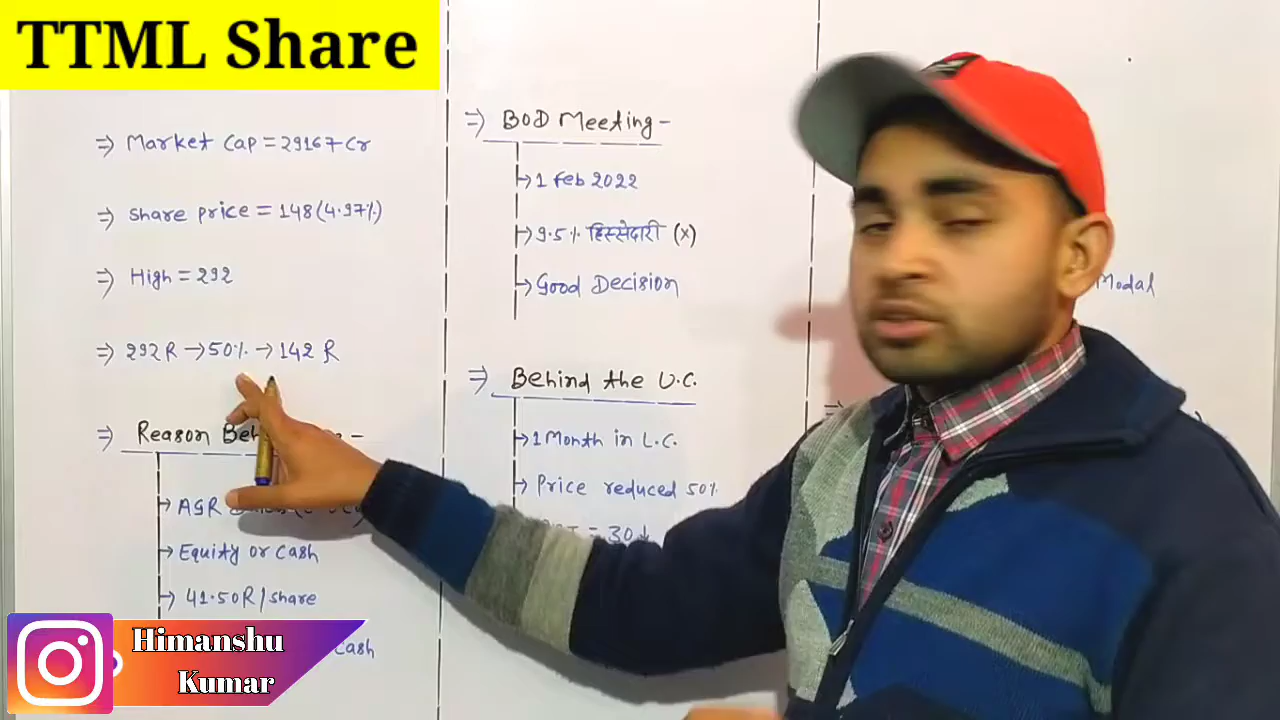 TTML Share
⇒ Market Cap = 29167 Cr
⇒ Share price = 148 (4.97%)
⇒ High = 292
⇒ 292 R → 50% → 142 R
⇒ Reason
→ AGR
→ Equity or Cash
→ 41.50R/share
Cash
Himanshu
Kumar
⇒ BOD Meeting -
→ 1 Feb 2022
→ 9.5% हिस्सेदारी (x)
→ Good Decision
⇒ Behind the U.C.
→ 1 Month in L.C.
→ Price reduced 50%
= 30↓
Modal